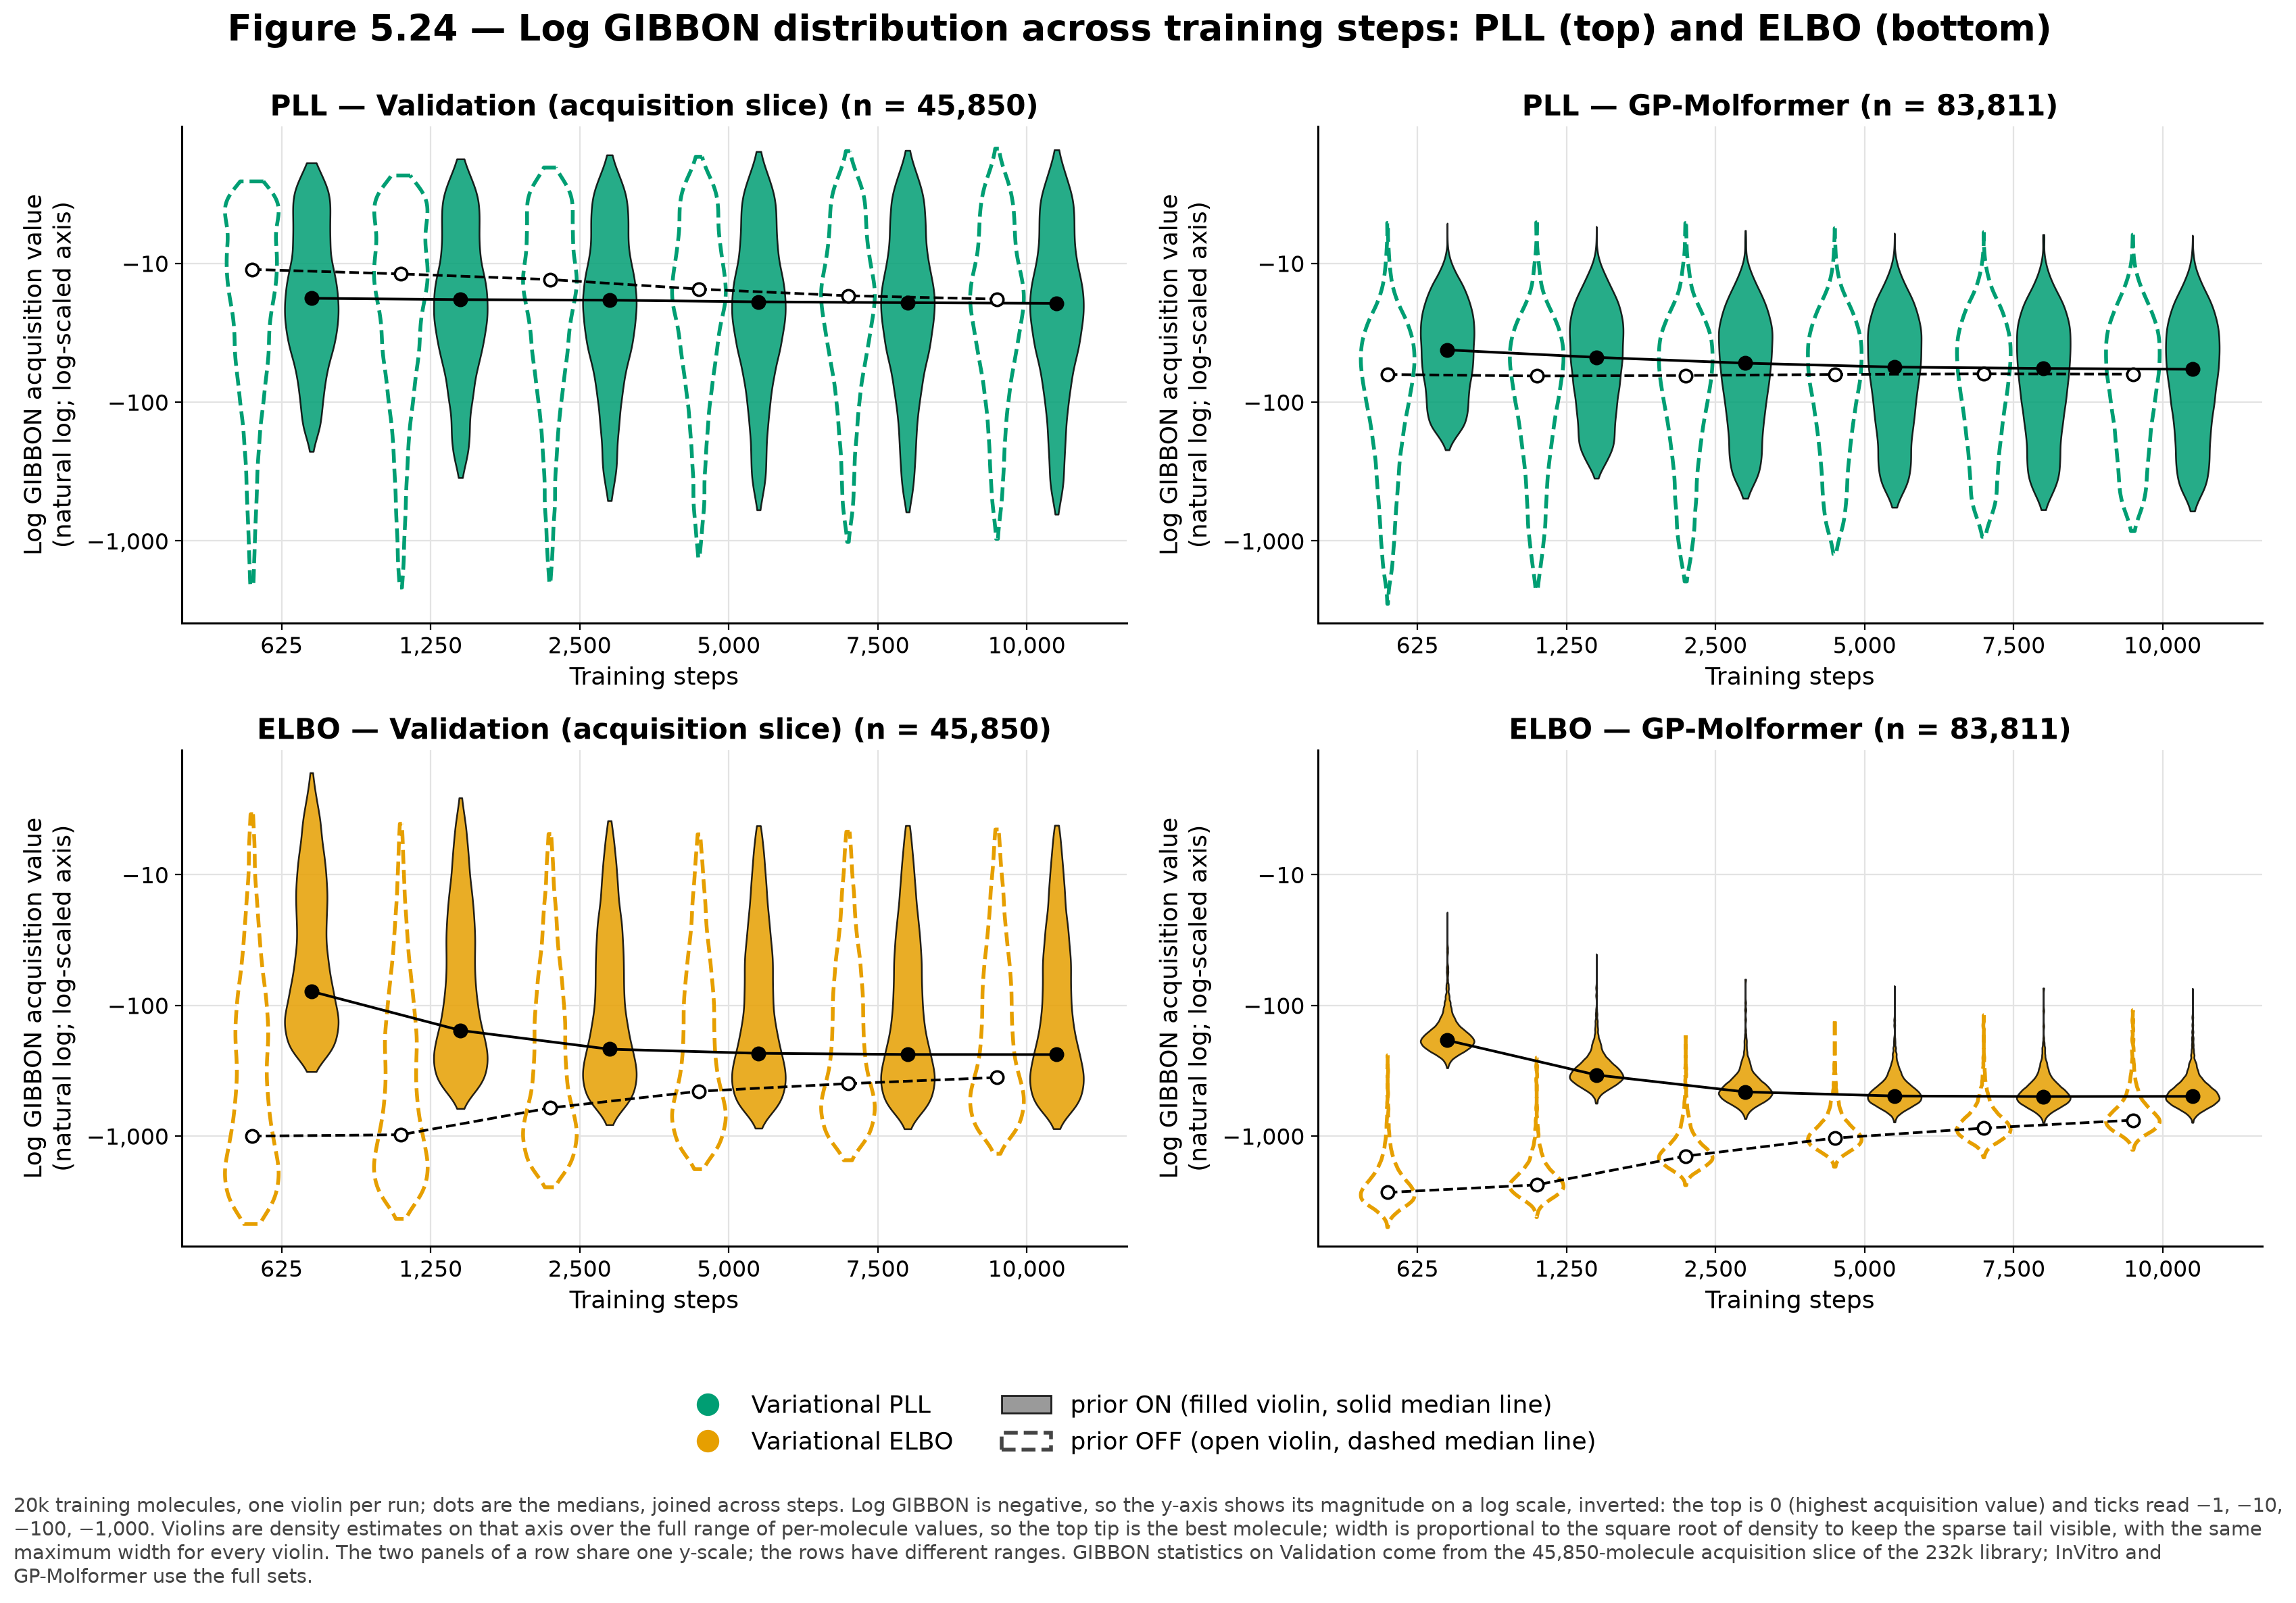 Figure 5.24 — Log GIBBON distribution across training steps: PLL (top) and ELBO (bottom)
PLL — Validation (acquisition slice) (n = 45,850)
Log GIBBON acquisition value
(natural log; log-scaled axis)
−10
−100
−1,000
625
1,250
2,500
5,000
7,500
10,000
Training steps
PLL — GP-Molformer (n = 83,811)
Log GIBBON acquisition value
(natural log; log-scaled axis)
−10
−100
−1,000
625
1,250
2,500
5,000
7,500
10,000
Training steps
ELBO — Validation (acquisition slice) (n = 45,850)
Log GIBBON acquisition value
(natural log; log-scaled axis)
−10
−100
−1,000
625
1,250
2,500
5,000
7,500
10,000
Training steps
ELBO — GP-Molformer (n = 83,811)
Log GIBBON acquisition value
(natural log; log-scaled axis)
−10
−100
−1,000
625
1,250
2,500
5,000
7,500
10,000
Training steps
Variational PLL
Variational ELBO
prior ON (filled violin, solid median line)
prior OFF (open violin, dashed median line)
20k training molecules, one violin per run; dots are the medians, joined across steps. Log GIBBON is negative, so the y-axis shows its magnitude on a log scale, inverted: the top is 0 (highest acquisition value) and ticks read −1, −10,
−100, −1,000. Violins are density estimates on that axis over the full range of per-molecule values, so the top tip is the best molecule; width is proportional to the square root of density to keep the sparse tail visible, with the same
maximum width for every violin. The two panels of a row share one y-scale; the rows have different ranges. GIBBON statistics on Validation come from the 45,850-molecule acquisition slice of the 232k library; InVitro and
GP-Molformer use the full sets.